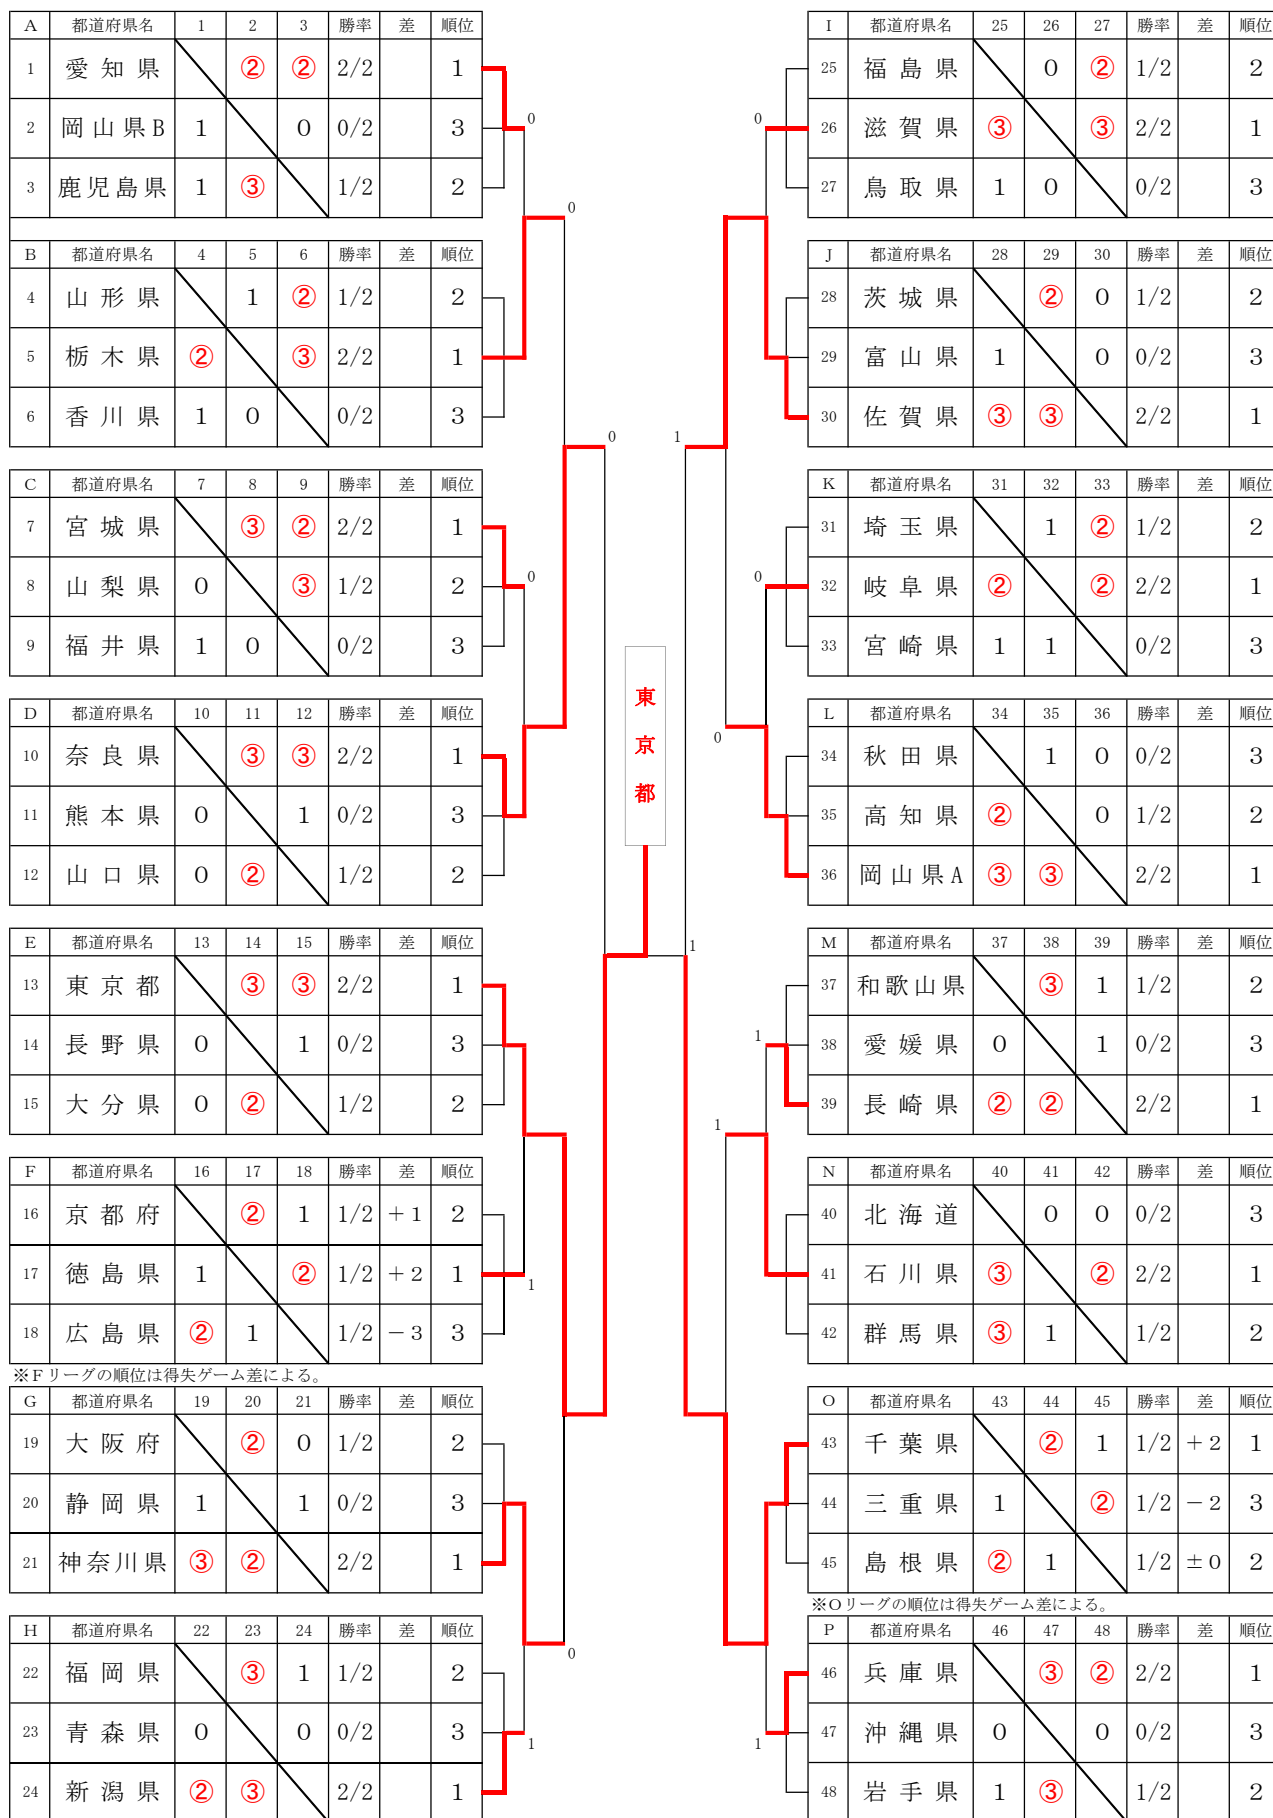 A 都道府県名 1 2 3 勝率 差 順位
1 愛知県 ② ② 2/2 1
2 岡山県B 1 0 0/2 3
3 鹿児島県 1 ③ 1/2 2
0
0
B 都道府県名 4 5 6 勝率 差 順位
4 山形県 1 ② 1/2 2
5 栃木県 ② ③ 2/2 1
6 香川県 1 0 0/2 3
0
C 都道府県名 7 8 9 勝率 差 順位
7 宮城県 ③ ② 2/2 1
8 山梨県 0 ③ 1/2 2
9 福井県 1 0 0/2 3
0
D 都道府県名 10 11 12 勝率 差 順位
10 奈良県 ③ ③ 2/2 1
11 熊本県 0 1 0/2 3
12 山口県 0 ② 1/2 2
E 都道府県名 13 14 15 勝率 差 順位
13 東京都 ③ ③ 2/2 1
14 長野県 0 1 0/2 3
15 大分県 0 ② 1/2 2
F 都道府県名 16 17 18 勝率 差 順位
16 京都府 ② 1 1/2 +1 2
17 徳島県 1 ② 1/2 +2 1
18 広島県 ② 1 1/2 -3 3
1
※Fリーグの順位は得失ゲーム差による。
G 都道府県名 19 20 21 勝率 差 順位
19 大阪府 ② 0 1/2 2
20 静岡県 1 1 0/2 3
21 神奈川県 ③ ② 2/2 1
0
H 都道府県名 22 23 24 勝率 差 順位
22 福岡県 ③ 1 1/2 2
23 青森県 0 0 0/2 3
24 新潟県 ② ③ 2/2 1
1
東京都
I 都道府県名 25 26 27 勝率 差 順位
25 福島県 0 ② 1/2 2
26 滋賀県 ③ ③ 2/2 1
27 鳥取県 1 0 0/2 3
0
J 都道府県名 28 29 30 勝率 差 順位
28 茨城県 ② 0 1/2 2
29 富山県 1 0 0/2 3
30 佐賀県 ③ ③ 2/2 1
1
K 都道府県名 31 32 33 勝率 差 順位
31 埼玉県 1 ② 1/2 2
32 岐阜県 ② ② 2/2 1
33 宮崎県 1 1 0/2 3
0
L 都道府県名 34 35 36 勝率 差 順位
34 秋田県 1 0 0/2 3
35 高知県 ② 0 1/2 2
36 岡山県A ③ ③ 2/2 1
0
1
M 都道府県名 37 38 39 勝率 差 順位
37 和歌山県 ③ 1 1/2 2
38 愛媛県 0 1 0/2 3
39 長崎県 ② ② 2/2 1
1
1
N 都道府県名 40 41 42 勝率 差 順位
40 北海道 0 0 0/2 3
41 石川県 ③ ② 2/2 1
42 群馬県 ③ 1 1/2 2
O 都道府県名 43 44 45 勝率 差 順位
43 千葉県 ② 1 1/2 +2 1
44 三重県 1 ② 1/2 -2 3
45 島根県 ② 1 1/2 ±0 2
※Oリーグの順位は得失ゲーム差による。
P 都道府県名 46 47 48 勝率 差 順位
46 兵庫県 ③ ② 2/2 1
47 沖縄県 0 0 0/2 3
48 岩手県 1 ③ 1/2 2
1